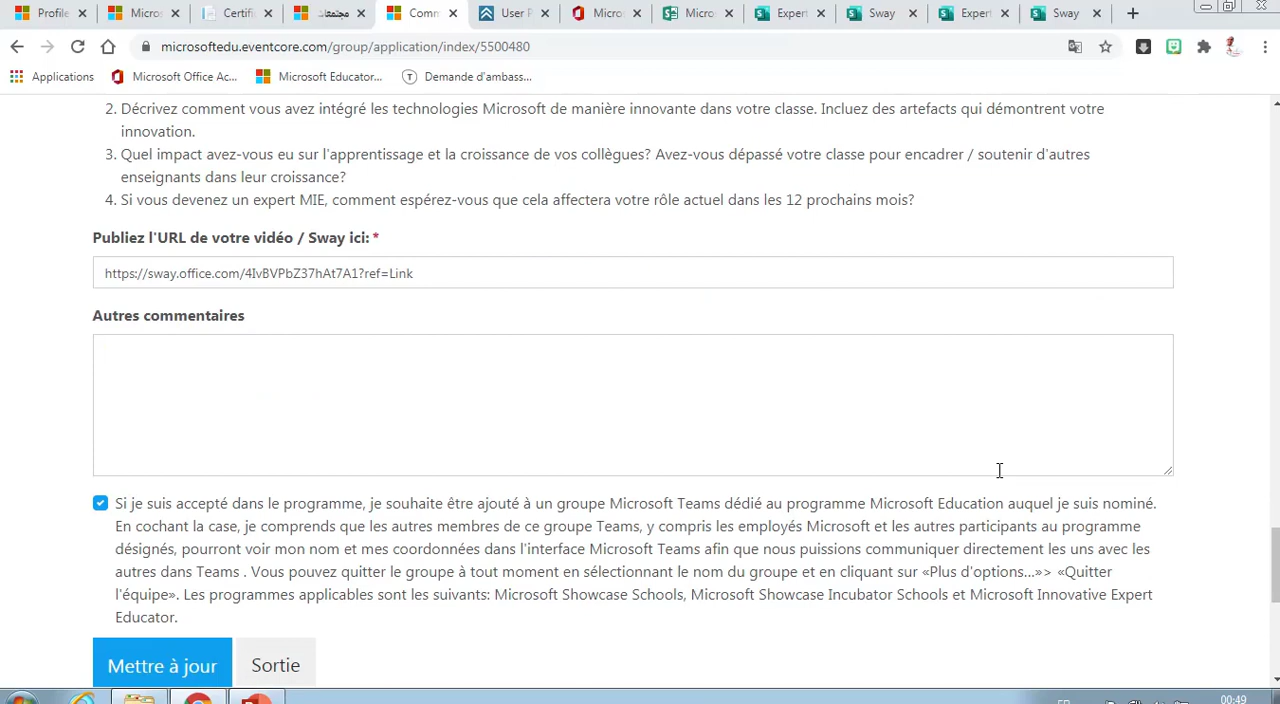 Profile
Micros
Certific
مجتمعات
Comm
User P
Micro
Micro
Expert
Sway
Expert
Sway
microsoftedu.eventcore.com/group/application/index/5500480
Applications
Microsoft Office Ac...
Microsoft Educator...
Demande d'ambass...
2. Décrivez comment vous avez intégré les technologies Microsoft de manière innovante dans votre classe. Incluez des artefacts qui démontrent votre
innovation.
3. Quel impact avez-vous eu sur l'apprentissage et la croissance de vos collègues? Avez-vous dépassé votre classe pour encadrer / soutenir d'autres
enseignants dans leur croissance?
4. Si vous devenez un expert MIE, comment espérez-vous que cela affectera votre rôle actuel dans les 12 prochains mois?
Publiez l'URL de votre vidéo / Sway ici: *
https://sway.office.com/4IvBVPbZ37hAt7A1?ref=Link
Autres commentaires
Si je suis accepté dans le programme, je souhaite être ajouté à un groupe Microsoft Teams dédié au programme Microsoft Education auquel je suis nominé.
En cochant la case, je comprends que les autres membres de ce groupe Teams, y compris les employés Microsoft et les autres participants au programme
désignés, pourront voir mon nom et mes coordonnées dans l'interface Microsoft Teams afin que nous puissions communiquer directement les uns avec les
autres dans Teams . Vous pouvez quitter le groupe à tout moment en sélectionnant le nom du groupe et en cliquant sur «Plus d'options...»> «Quitter
l'équipe». Les programmes applicables sont les suivants: Microsoft Showcase Schools, Microsoft Showcase Incubator Schools et Microsoft Innovative Expert
Educator.
Mettre à jour
Sortie
00:49